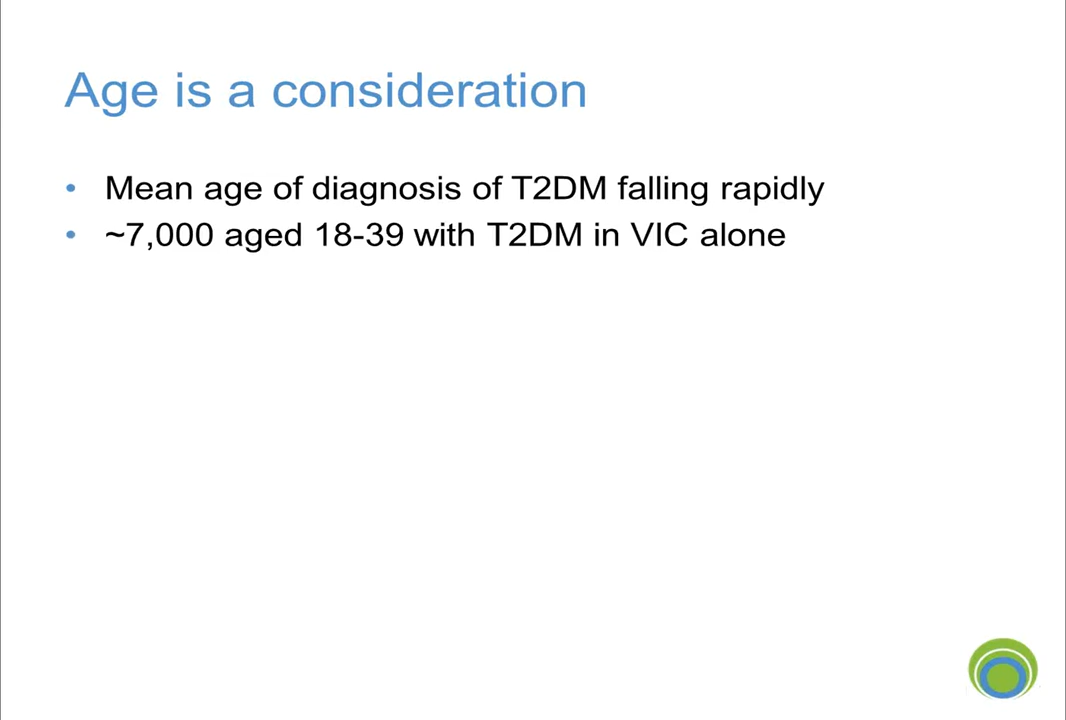 Age is a consideration
• Mean age of diagnosis of T2DM falling rapidly
• ~7,000 aged 18-39 with T2DM in VIC alone